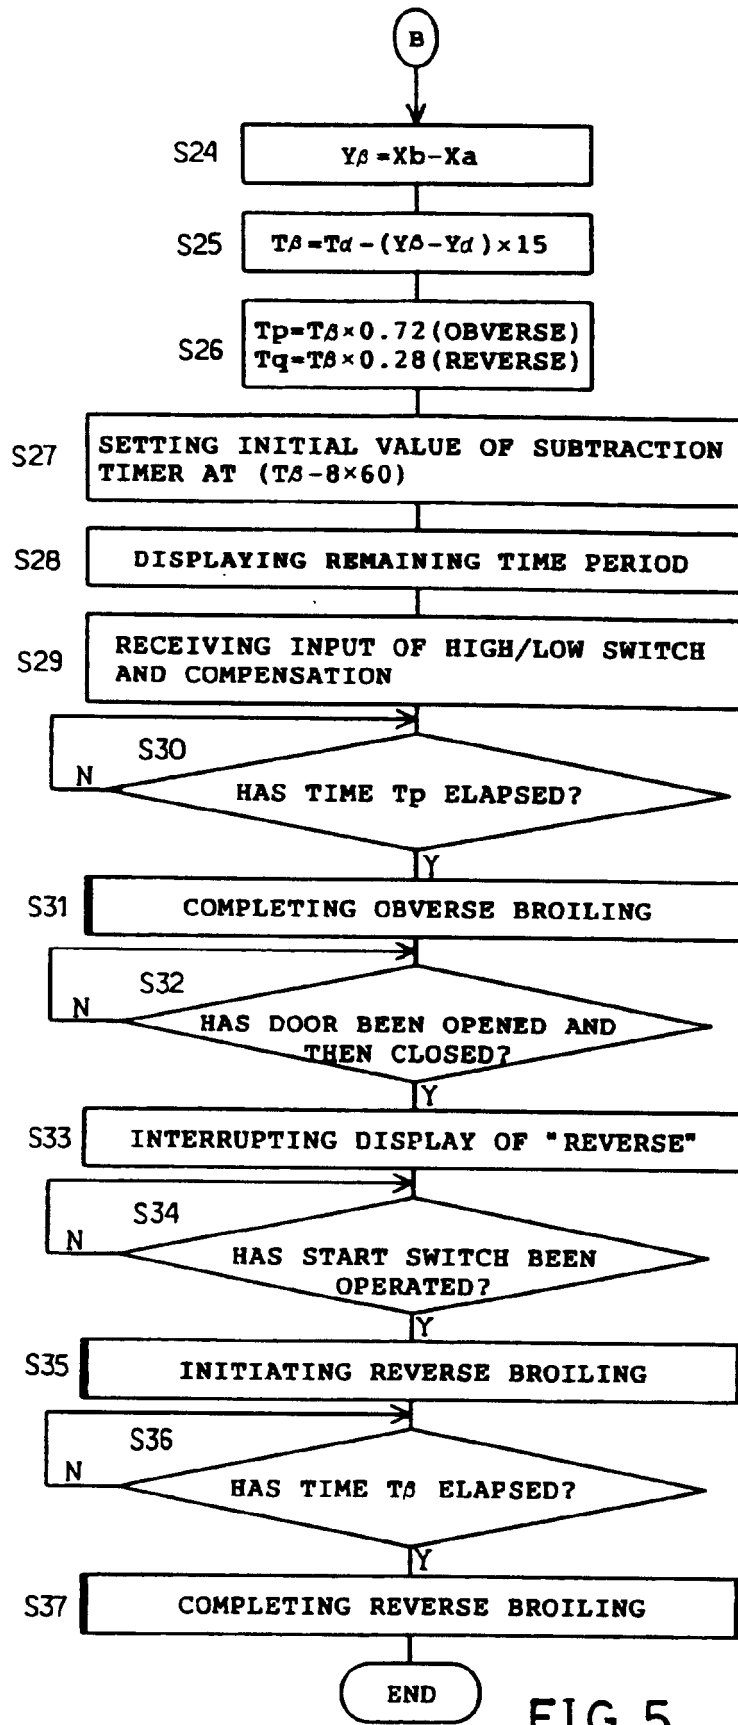 B
S24
Yβ=Xb-Xa
S25
Tβ=Tα-(Yβ-Yα)×15
S26
Tp=Tβ×0.72(OBVERSE)
Tq=Tβ×0.28(REVERSE)
S27
SETTING INITIAL VALUE OF SUBTRACTION
TIMER AT (Tβ-8×60)
S28
DISPLAYING REMAINING TIME PERIOD
S29
RECEIVING INPUT OF HIGH/LOW SWITCH
AND COMPENSATION
S30
N
HAS TIME Tp ELAPSED?
Y
S31
COMPLETING OBVERSE BROILING
S32
N
HAS DOOR BEEN OPENED AND
THEN CLOSED?
Y
S33
INTERRUPTING DISPLAY OF "REVERSE"
S34
N
HAS START SWITCH BEEN
OPERATED?
Y
S35
INITIATING REVERSE BROILING
S36
N
HAS TIME Tβ ELAPSED?
Y
S37
COMPLETING REVERSE BROILING
END
FIG.5